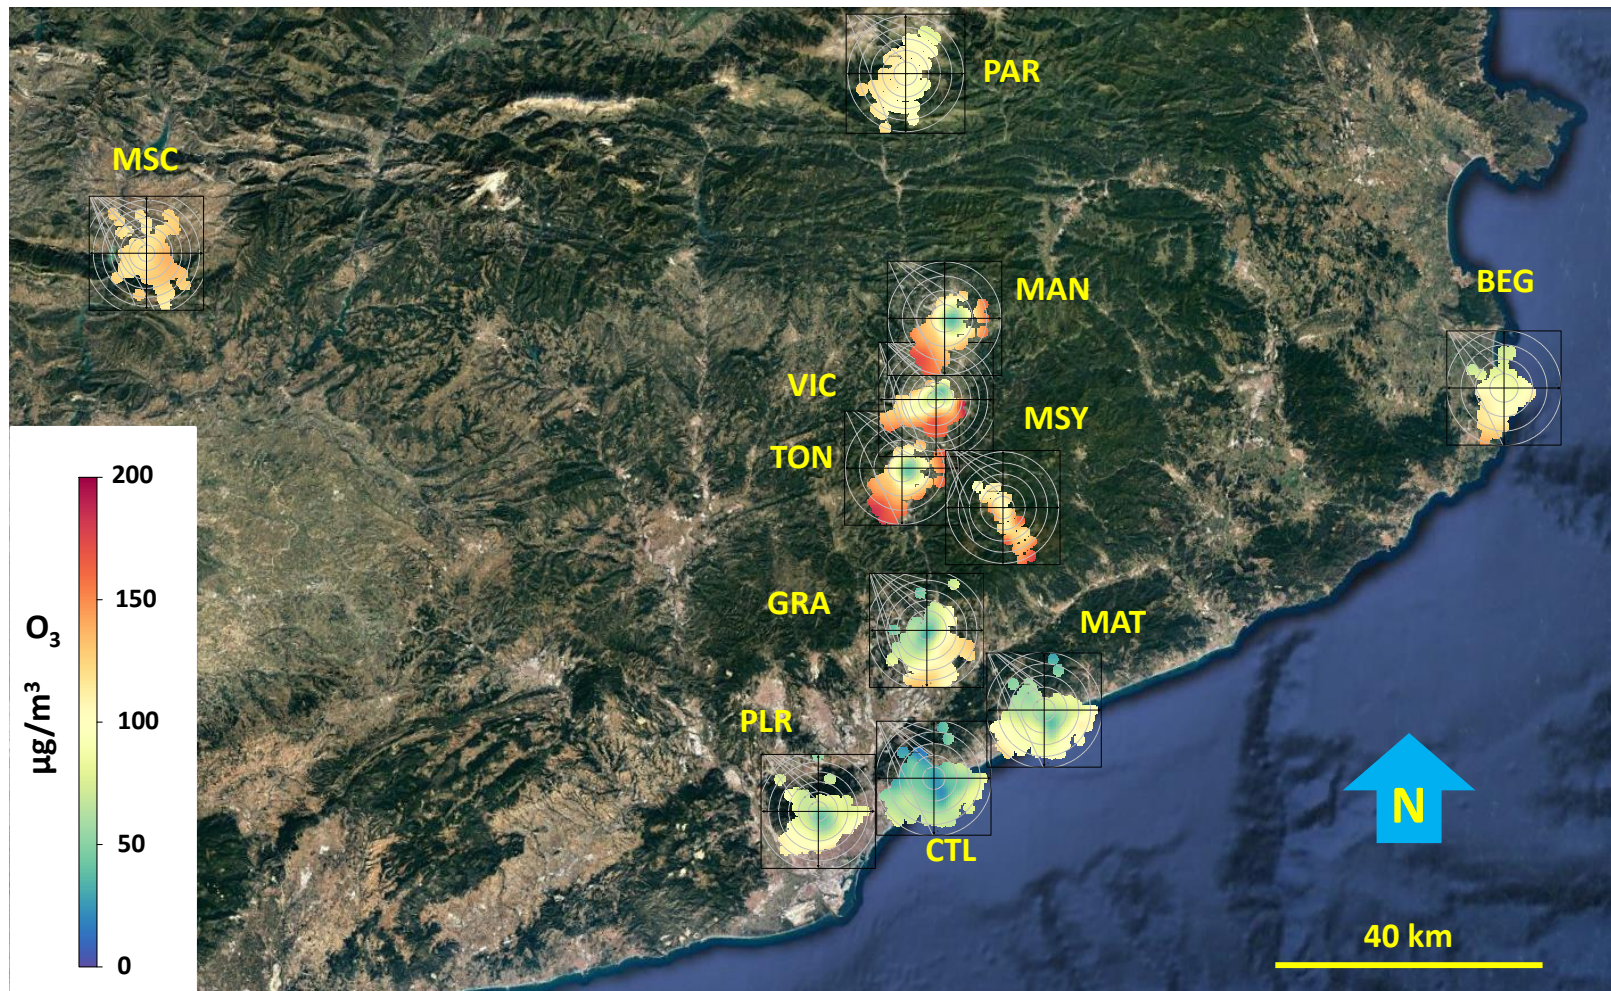 PAR
MSC
MAN
BEG
VIC
MSY
TON
GRA
MAT
PLR
CTL
200
150
100
50
0
O₃
µg/m³
N
40 km